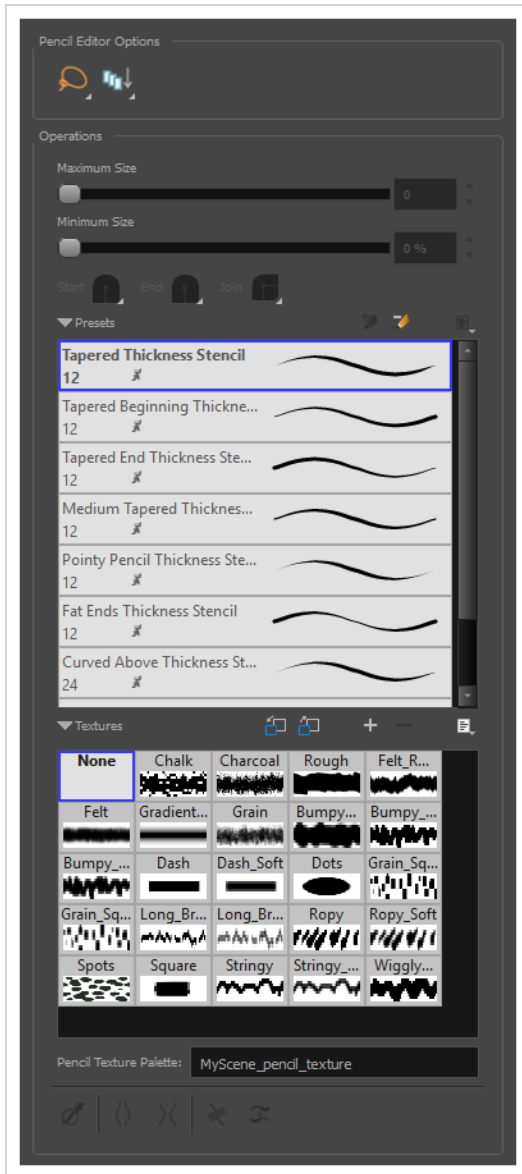 Pencil Editor Options
Operations
Maximum Size
0
Minimum Size
0 %
Start End Join
Presets
Tapered Thickness Stencil
12
Tapered Beginning Thickne...
12
Tapered End Thickness Ste...
12
Medium Tapered Thicknes...
12
Pointy Pencil Thickness Ste...
12
Fat Ends Thickness Stencil
12
Curved Above Thickness St...
24
Textures
None Chalk Charcoal Rough Felt_R...
Felt Gradient... Grain Bumpy... Bumpy_...
Bumpy_... Dash Dash_Soft Dots Grain_Sq...
Grain_Sq... Long_Br... Long_Br... Ropy Ropy_Soft
Spots Square Stringy Stringy_... Wiggly...
Pencil Texture Palette: MyScene_pencil_texture